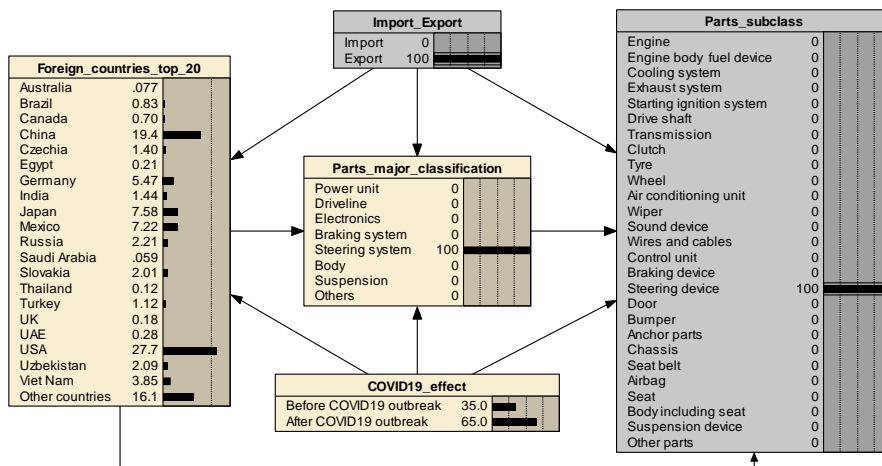 Import_Export
Import 0
Export 100
Parts_subclass
Engine 0
Engine body fuel device 0
Cooling system 0
Exhaust system 0
Starting ignition system 0
Drive shaft 0
Transmission 0
Clutch 0
Tyre 0
Wheel 0
Air conditioning unit 0
Wiper 0
Sound device 0
Wires and cables 0
Control unit 0
Braking device 0
Steering device 100
Door 0
Bumper 0
Anchor parts 0
Chassis 0
Seat belt 0
Airbag 0
Seat 0
Body including seat 0
Suspension device 0
Other parts 0
Foreign_countries_top_20
Australia .077
Brazil 0.83
Canada 0.70
China 19.4
Czechia 1.40
Egypt 0.21
Germany 5.47
India 1.44
Japan 7.58
Mexico 7.22
Russia 2.21
Saudi Arabia .059
Slovakia 2.01
Thailand 0.12
Turkey 1.12
UK 0.18
UAE 0.28
USA 27.7
Uzbekistan 2.09
Viet Nam 3.85
Other countries 16.1
Parts_major_classification
Power unit 0
Driveline 0
Electronics 0
Braking system 0
Steering system 100
Body 0
Suspension 0
Others 0
COVID19_effect
Before COVID19 outbreak 35.0
After COVID19 outbreak 65.0